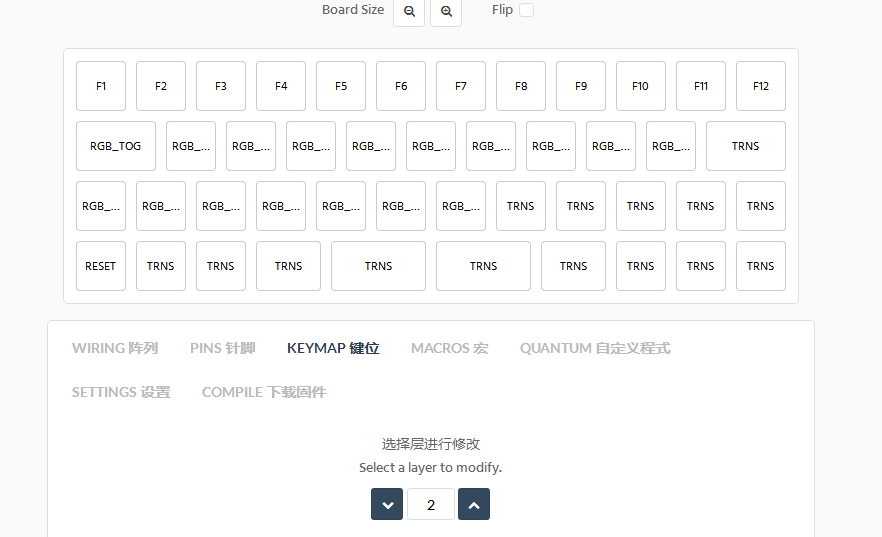 Board Size Flip
F1 F2 F3 F4 F5 F6 F7 F8 F9 F10 F11 F12
RGB_TOG RGB_... RGB_... RGB_... RGB_... RGB_... RGB_... RGB_... RGB_... RGB_... TRNS
RGB_... RGB_... RGB_... RGB_... RGB_... RGB_... RGB_... TRNS TRNS TRNS TRNS TRNS
RESET TRNS TRNS TRNS TRNS TRNS TRNS TRNS TRNS TRNS
WIRING 阵列 PINS 针脚 KEYMAP 键位 MACROS 宏 QUANTUM 自定义程式
SETTINGS 设置 COMPILE 下载固件
选择层进行修改
Select a layer to modify.
2